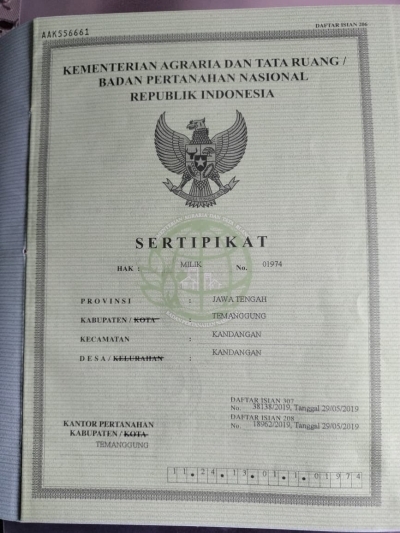 AAK556661
DAFTAR ISIAN 206
KEMENTERIAN AGRARIA DAN TATA RUANG /
BADAN PERTANAHAN NASIONAL
REPUBLIK INDONESIA
SERTIPIKAT
HAK : MILIK No. 01974
PROVINSI : JAWA TENGAH
KABUPATEN / KOTA : TEMANGGUNG
KECAMATAN : KANDANGAN
DESA / KELURAHAN : KANDANGAN
DAFTAR ISIAN 307
No. 38138/2019, Tanggal 29/05/2019
DAFTAR ISIAN 208
No. 18962/2019, Tanggal 29/05/2019
KANTOR PERTANAHAN
KABUPATEN / KOTA
TEMANGGUNG
11.24.13.01.1.01974